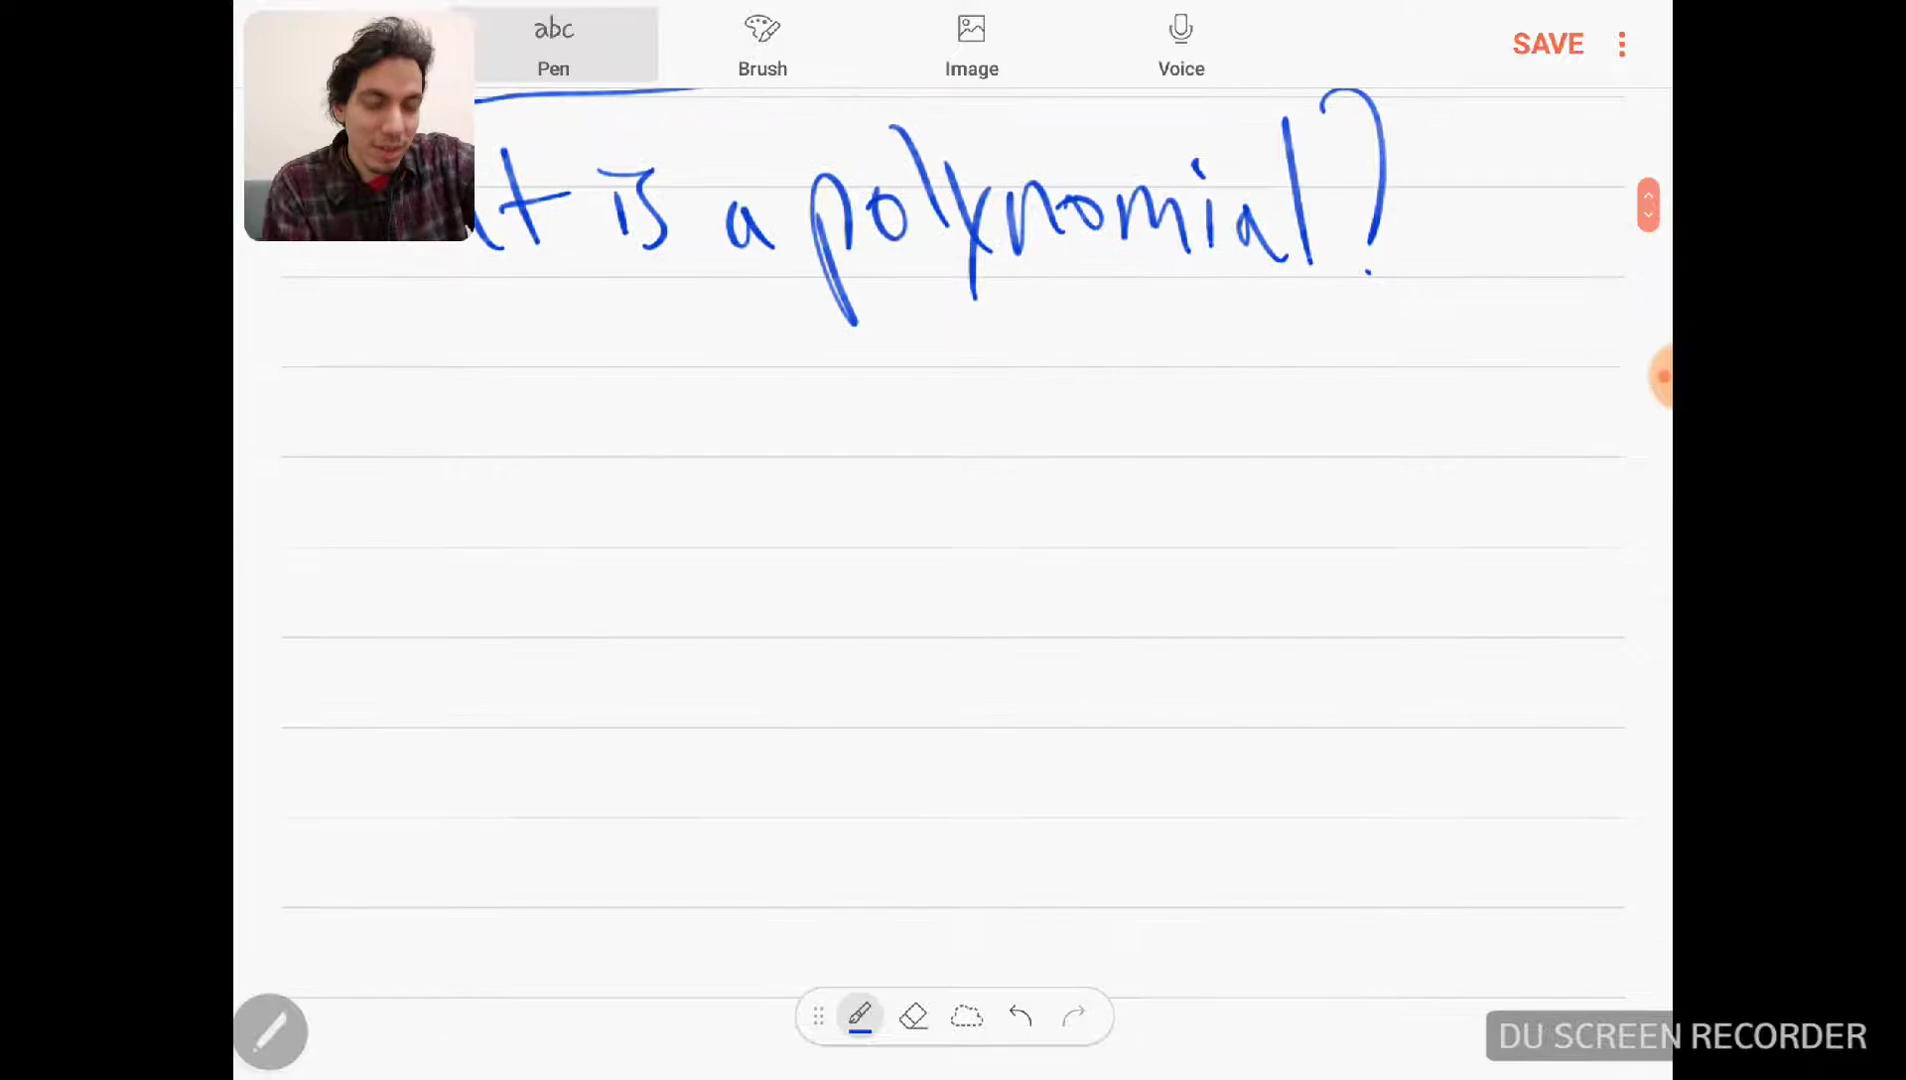 abc
Pen
Brush
Image
Voice
SAVE
is a polynomial?
DU SCREEN RECORDER